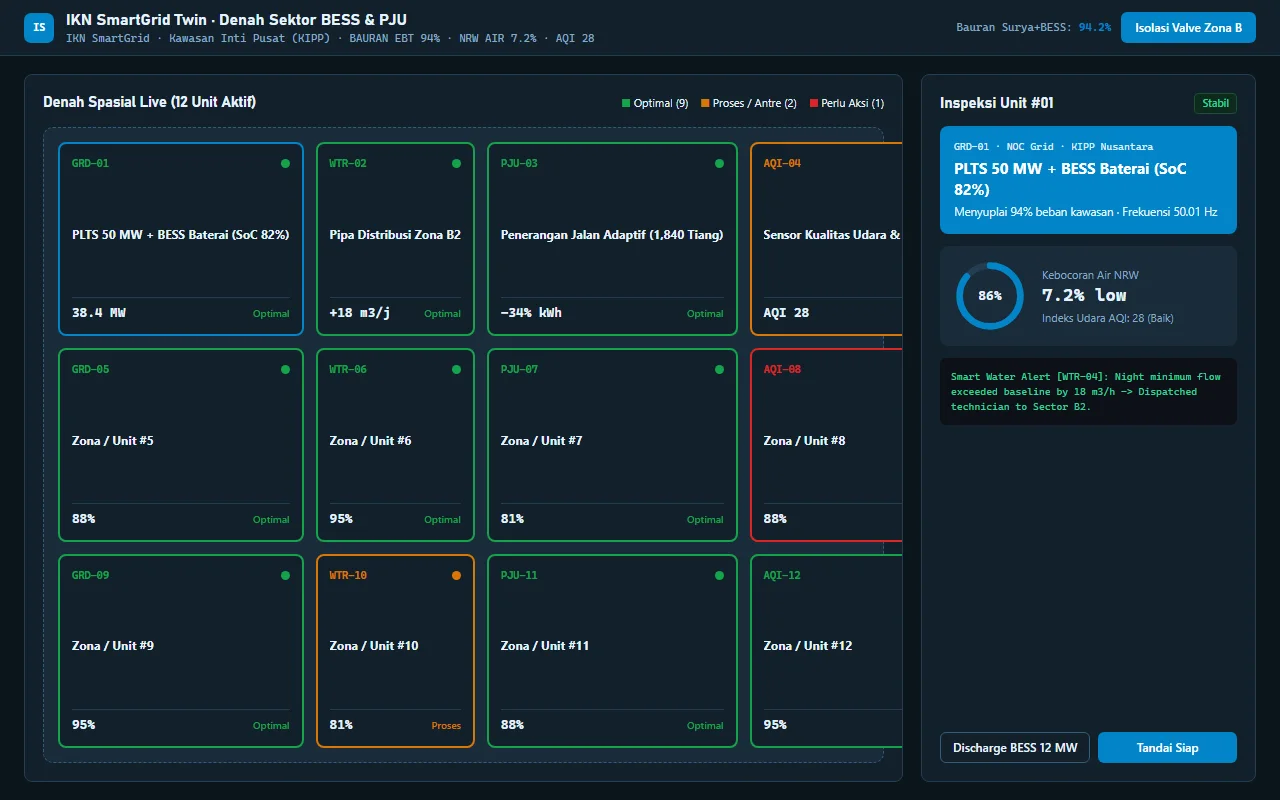 IS
IKN SmartGrid Twin · Denah Sektor BESS & PJU
IKN SmartGrid · Kawasan Inti Pusat (KIPP) · BAURAN EBT 94% · NRW AIR 7.2% · AQI 28
Bauran Surya+BESS: 94.2%
Isolasi Valve Zona B
Denah Spasial Live (12 Unit Aktif)
Optimal (9)
Proses / Antre (2)
Perlu Aksi (1)
GRD-01
PLTS 50 MW + BESS Baterai (SoC 82%)
38.4 MW
Optimal
WTR-02
Pipa Distribusi Zona B2
+18 m3/j
Optimal
PJU-03
Penerangan Jalan Adaptif (1,840 Tiang)
−34% kWh
Optimal
AQI-04
Sensor Kualitas Udara &
AQI 28
GRD-05
Zona / Unit #5
88%
Optimal
WTR-06
Zona / Unit #6
95%
Optimal
PJU-07
Zona / Unit #7
81%
Optimal
AQI-08
Zona / Unit #8
88%
GRD-09
Zona / Unit #9
95%
Optimal
WTR-10
Zona / Unit #10
81%
Proses
PJU-11
Zona / Unit #11
88%
Optimal
AQI-12
Zona / Unit #12
95%
Inspeksi Unit #01
Stabil
GRD-01 · NOC Grid · KIPP Nusantara
PLTS 50 MW + BESS Baterai (SoC
82%)
Menyuplai 94% beban kawasan · Frekuensi 50.01 Hz
86%
Kebocoran Air NRW
7.2% low
Indeks Udara AQI: 28 (Baik)
Smart Water Alert [WTR-04]: Night minimum flow
exceeded baseline by 18 m3/h -> Dispatched
technician to Sector B2.
Discharge BESS 12 MW
Tandai Siap